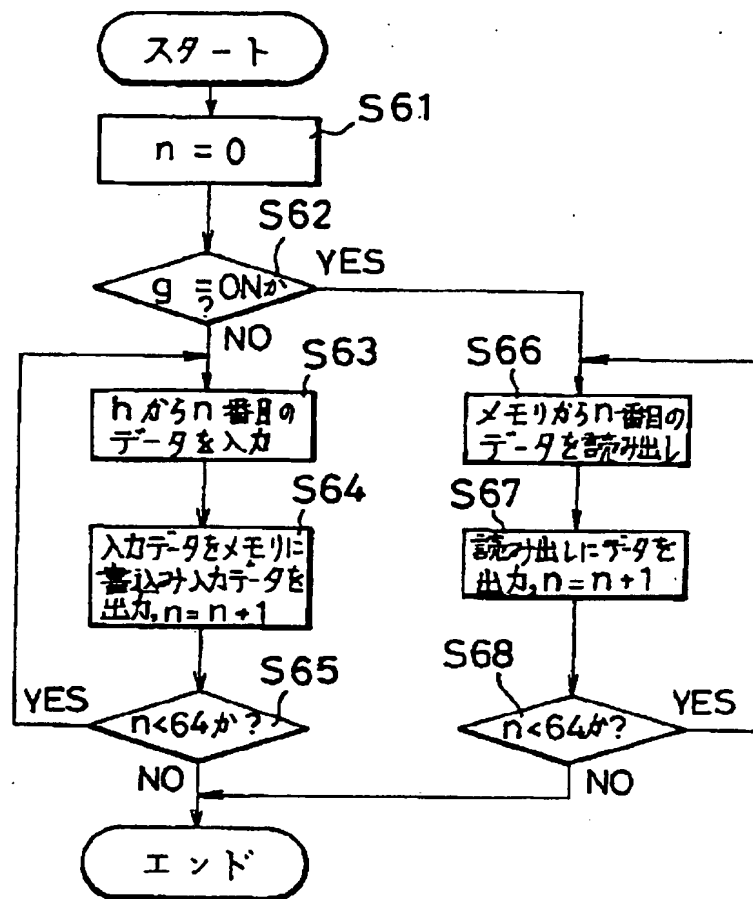 スタート
S61
n = 0
S62
g = ONか
?
YES
NO
S63
hからn番目の
データを入力
S64
入力データをメモリに
書込み入力データを
出力, n = n + 1
S65
n<64か?
YES
NO
S66
メモリからn番目の
データを読み出し
S67
読み出しにデータを
出力, n = n + 1
S68
n<64か?
YES
NO
エンド